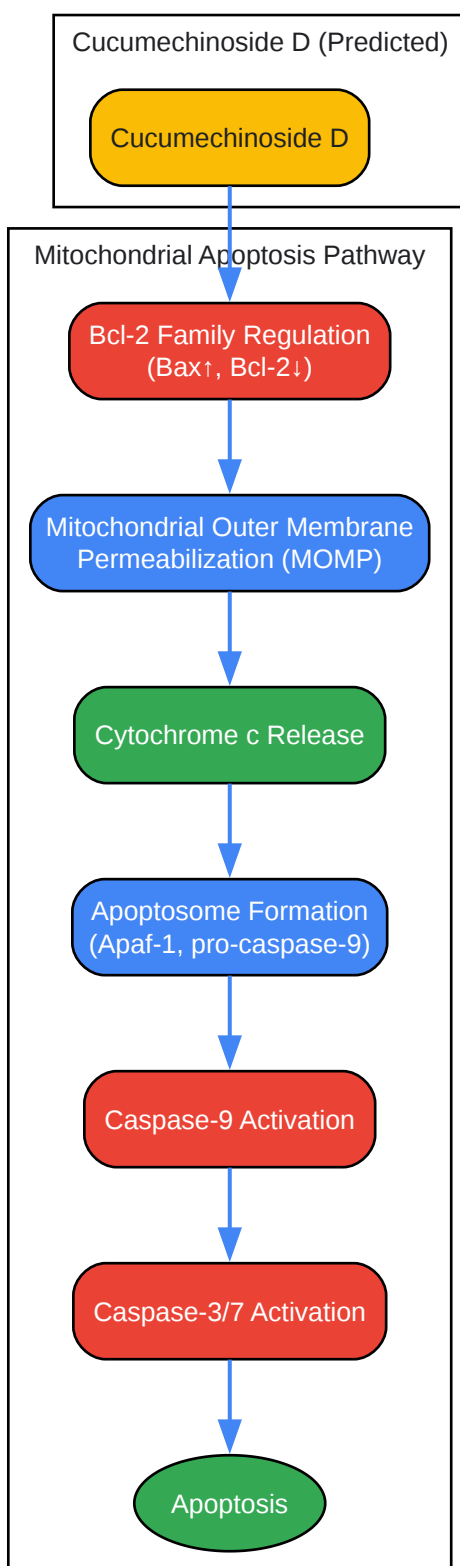 Cucumechinoside D (Predicted)
Cucumechinoside D
Mitochondrial Apoptosis Pathway
Bcl-2 Family Regulation
(Bax↑, Bcl-2↓)
Mitochondrial Outer Membrane
Permeabilization (MOMP)
Cytochrome c Release
Apoptosome Formation
(Apaf-1, pro-caspase-9)
Caspase-9 Activation
Caspase-3/7 Activation
Apoptosis